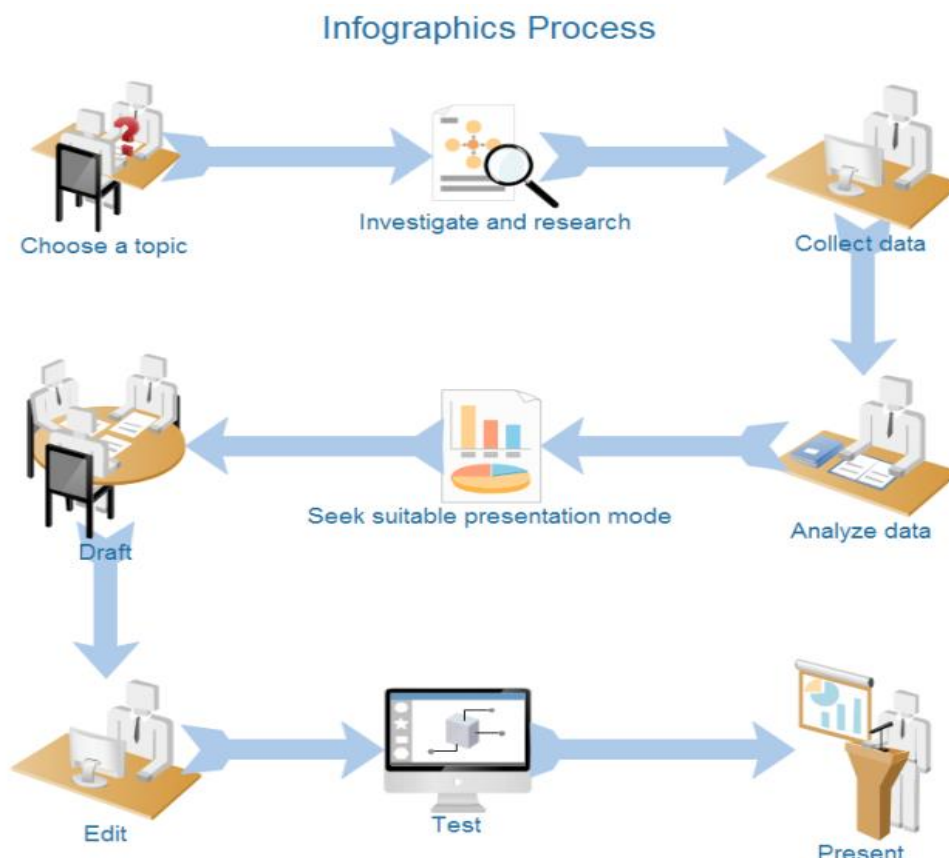 Infographics Process
Choose a topic
Investigate and research
Collect data
Analyze data
Seek suitable presentation mode
Draft
Edit
Test
Present